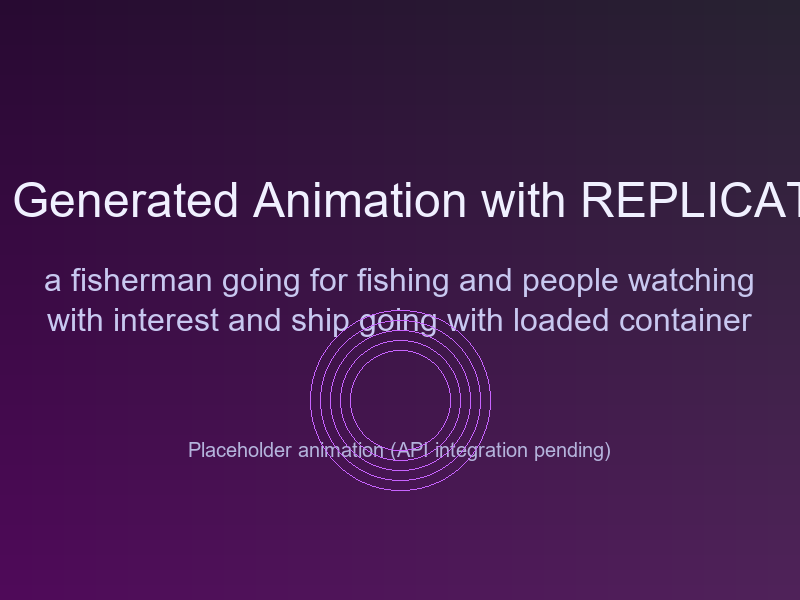 Generated Animation with REPLICAT
a fisherman going for fishing and people watching
with interest and ship going with loaded container
Placeholder animation (API integration pending)